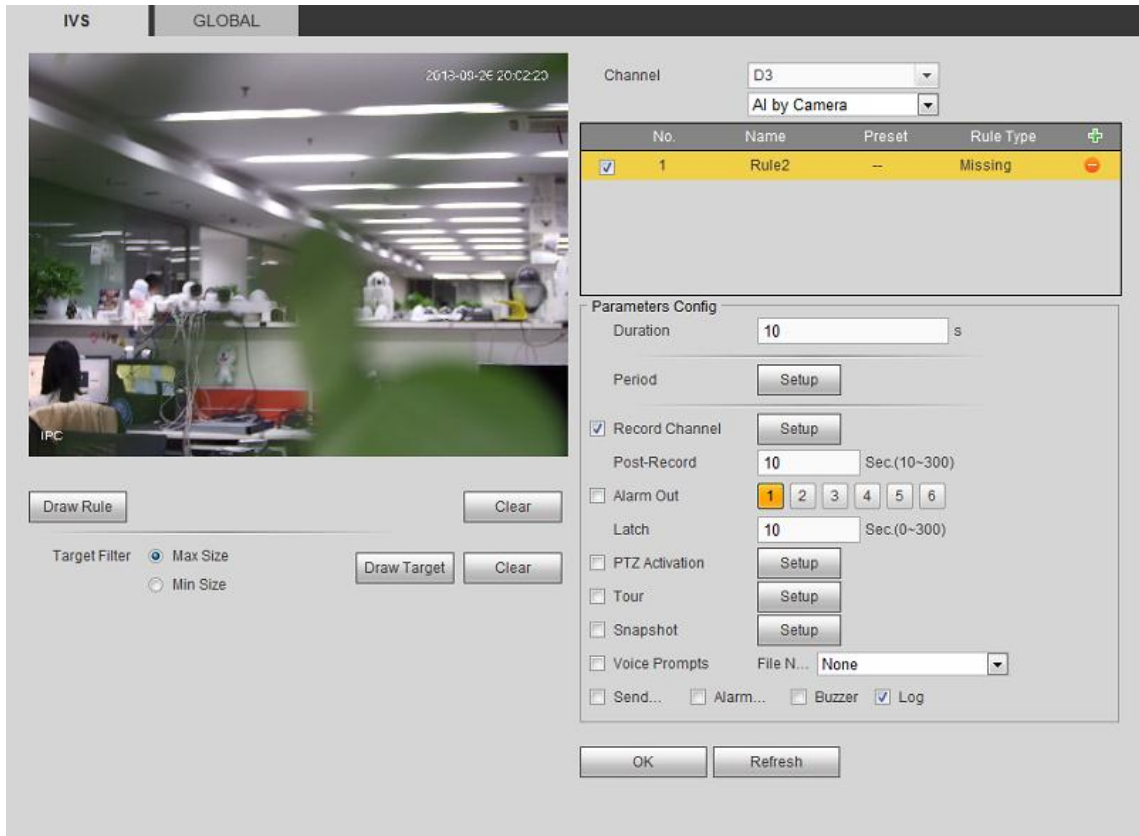 IVS GLOBAL
2018-09-26 20:02:20
IPC
Draw Rule Clear
Target Filter Max Size
Min Size
Draw Target Clear
Channel D3
AI by Camera
No. Name Preset Rule Type
1 Rule2 -- Missing
Parameters Config
Duration 10 s
Period Setup
Record Channel Setup
Post-Record 10 Sec.(10~300)
Alarm Out 1 2 3 4 5 6
Latch 10 Sec.(0~300)
PTZ Activation Setup
Tour Setup
Snapshot Setup
Voice Prompts File N... None
Send... Alarm... Buzzer Log
OK Refresh